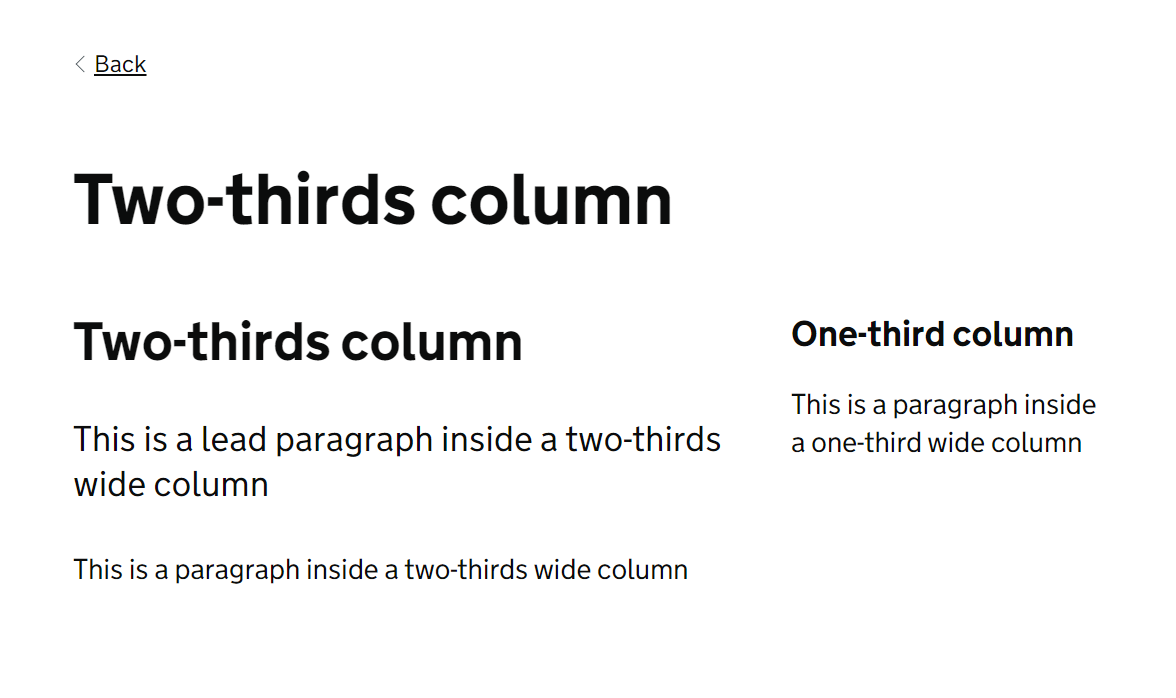 Back
Two-thirds column
Two-thirds column
This is a lead paragraph inside a two-thirds
wide column
This is a paragraph inside a two-thirds wide column
One-third column
This is a paragraph inside
a one-third wide column